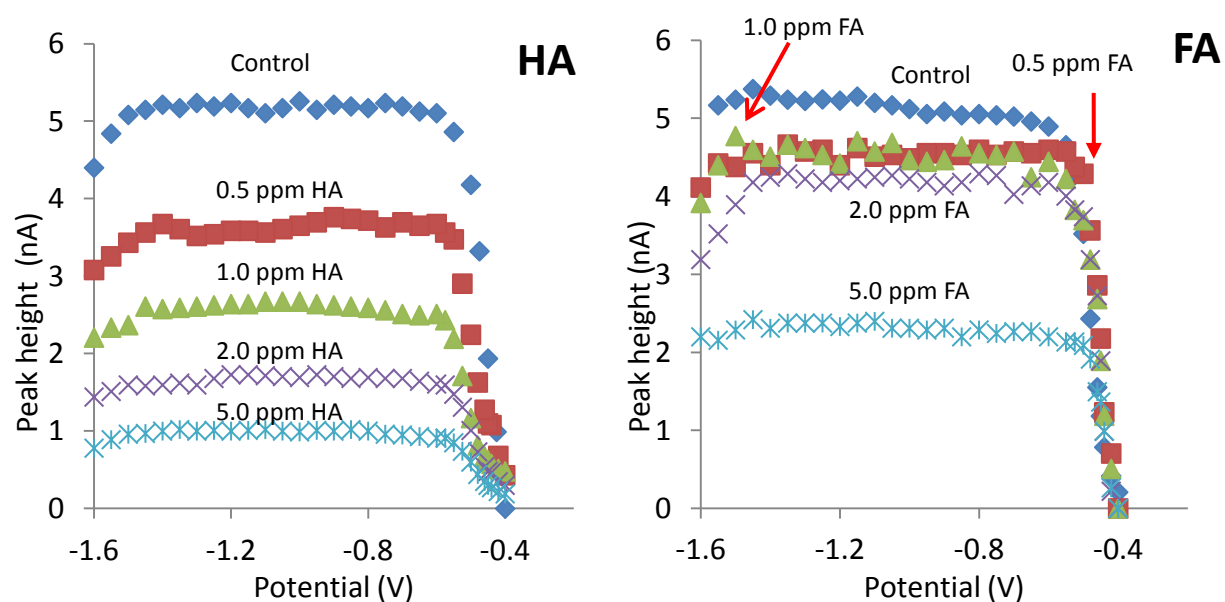 HA
Control
0.5 ppm HA
1.0 ppm HA
2.0 ppm HA
5.0 ppm HA
Peak height (nA)
6
5
4
3
2
1
0
-1.6
-1.2
-0.8
-0.4
Potential (V)
1.0 ppm FA
FA
Control
0.5 ppm FA
2.0 ppm FA
5.0 ppm FA
Peak height (nA)
6
5
4
3
2
1
0
-1.6
-1.2
-0.8
-0.4
Potential (V)